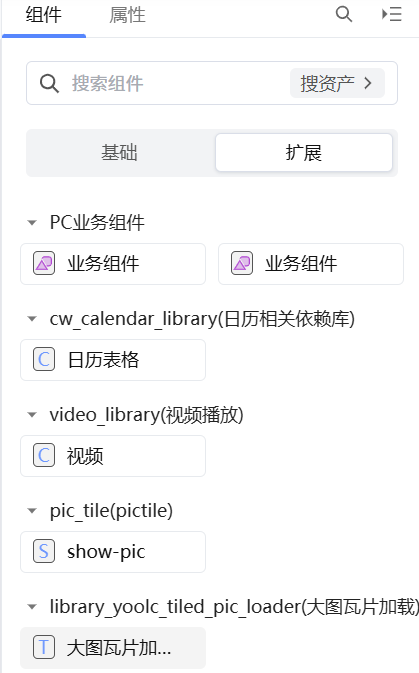 组件 属性
搜索组件 搜资产
基础 扩展
PC业务组件
业务组件 业务组件
cw_calendar_library(日历相关依赖库)
C 日历表格
video_library(视频播放)
C 视频
pic_tile(pictile)
S show-pic
library_yoolc_tiled_pic_loader(大图瓦片加载)
T 大图瓦片加...